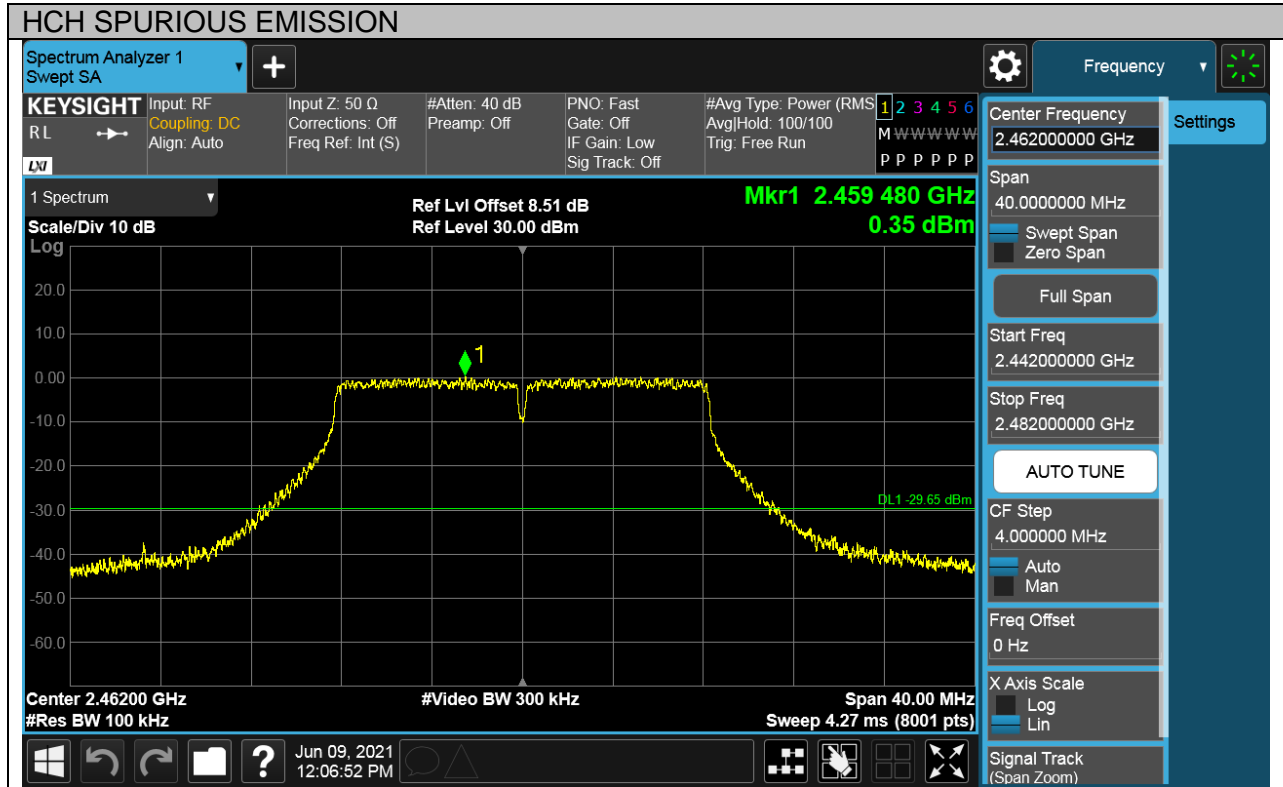 HCH SPURIOUS EMISSION
Spectrum Analyzer 1
Swept SA
+
Frequency
KEYSIGHT
RL
LXI
Input: RF
Coupling: DC
Align: Auto
Input Z: 50 Ω
Corrections: Off
Freq Ref: Int (S)
#Atten: 40 dB
Preamp: Off
PNO: Fast
Gate: Off
IF Gain: Low
Sig Track: Off
#Avg Type: Power (RMS
Avg|Hold: 100/100
Trig: Free Run
1 2 3 4 5 6
M W W W W W
P P P P P P
1 Spectrum
Scale/Div 10 dB
Log
Ref Lvl Offset 8.51 dB
Ref Level 30.00 dBm
Mkr1 2.459 480 GHz
0.35 dBm
20.0
10.0
0.00
-10.0
-20.0
-30.0
-40.0
-50.0
-60.0
1
DL1 -29.65 dBm
Center 2.46200 GHz
#Res BW 100 kHz
#Video BW 300 kHz
Span 40.00 MHz
Sweep 4.27 ms (8001 pts)
Center Frequency
2.462000000 GHz
Settings
Span
40.0000000 MHz
Swept Span
Zero Span
Full Span
Start Freq
2.442000000 GHz
Stop Freq
2.482000000 GHz
AUTO TUNE
CF Step
4.000000 MHz
Auto
Man
Freq Offset
0 Hz
X Axis Scale
Log
Lin
Signal Track
(Span Zoom)
?
Jun 09, 2021
12:06:52 PM